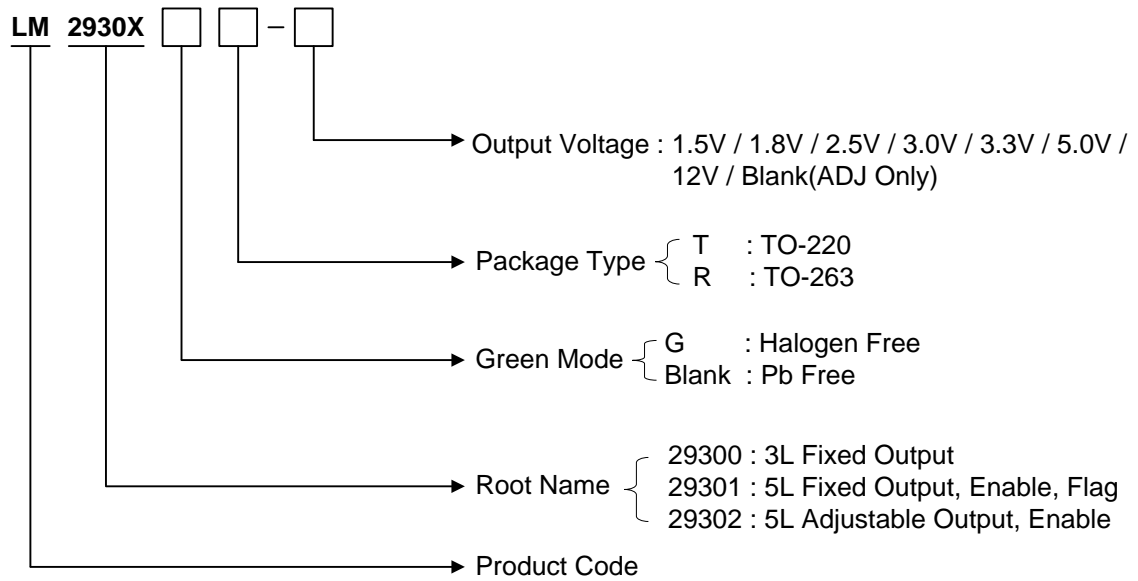 LM 2930X –
Output Voltage : 1.5V / 1.8V / 2.5V / 3.0V / 3.3V / 5.0V /
12V / Blank(ADJ Only)
Package Type
T : TO-220
R : TO-263
Green Mode
G : Halogen Free
Blank : Pb Free
Root Name
29300 : 3L Fixed Output
29301 : 5L Fixed Output, Enable, Flag
29302 : 5L Adjustable Output, Enable
Product Code